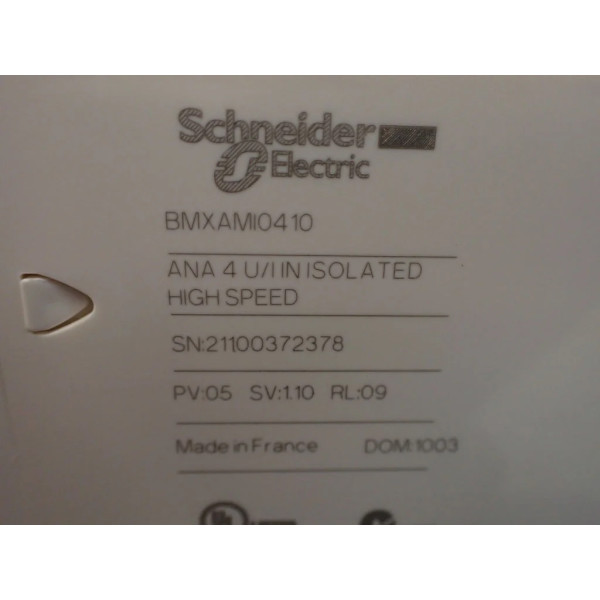 Schneider
Electric
BMXAMI0410
ANA 4 U/I IN ISOLATED
HIGH SPEED
SN:21100372378
PV:05 SV:1.10 RL:09
Made in France DOM:1003
UL